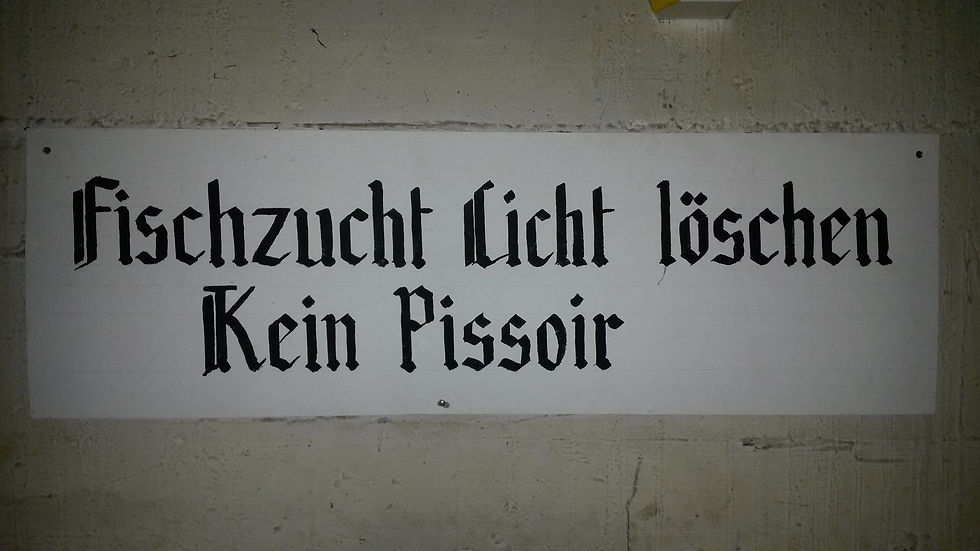 Fischzucht Licht löschen
Kein Pissoir